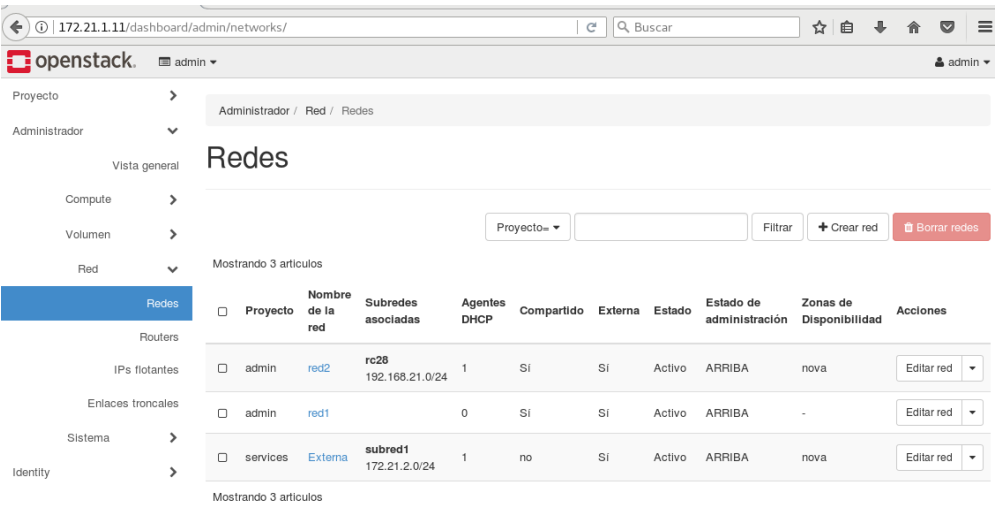 172.21.1.11/dashboard/admin/networks/
Buscar
openstack.
admin
admin
Proyecto
Administrador
Vista general
Compute
Volumen
Red
Redes
Routers
IPs flotantes
Enlaces troncales
Sistema
Identity
Administrador / Red / Redes
Redes
Proyecto=
Filtrar
+ Crear red
Borrar redes
Mostrando 3 articulos
Proyecto Nombre de la red Subredes asociadas Agentes DHCP Compartido Externa Estado Estado de administración Zonas de Disponibilidad Acciones
admin red2 rc28 192.168.21.0/24 1 Sí Sí Activo ARRIBA nova Editar red
admin red1 0 Sí Sí Activo ARRIBA - Editar red
services Externa subred1 172.21.2.0/24 1 no Sí Activo ARRIBA nova Editar red
Mostrando 3 articulos